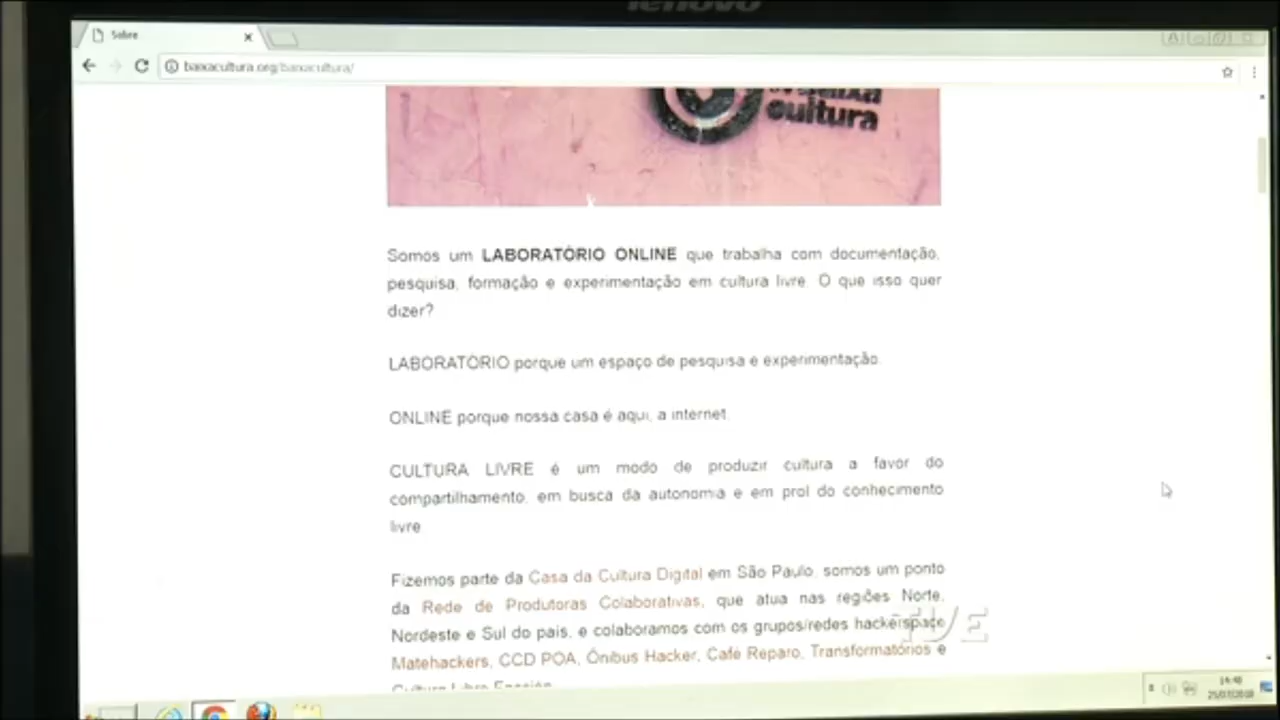 lenovo
Sobre
baixacultura.org/baixacultura/
baixa
cultura
Somos um LABORATÓRIO ONLINE que trabalha com documentação,
pesquisa, formação e experimentação em cultura livre. O que isso quer
dizer?
LABORATÓRIO porque um espaço de pesquisa e experimentação.
ONLINE porque nossa casa é aqui, a internet.
CULTURA LIVRE é um modo de produzir cultura a favor do
compartilhamento, em busca da autonomia e em prol do conhecimento
livre.
Fizemos parte da Casa da Cultura Digital em São Paulo, somos um ponto
da Rede de Produtoras Colaborativas, que atua nas regiões Norte,
Nordeste e Sul do país, e colaboramos com os grupos/redes hackerspace
TVE
Matehackers, CCD POA, Ônibus Hacker, Café Reparo, Transformatórios e
14:48